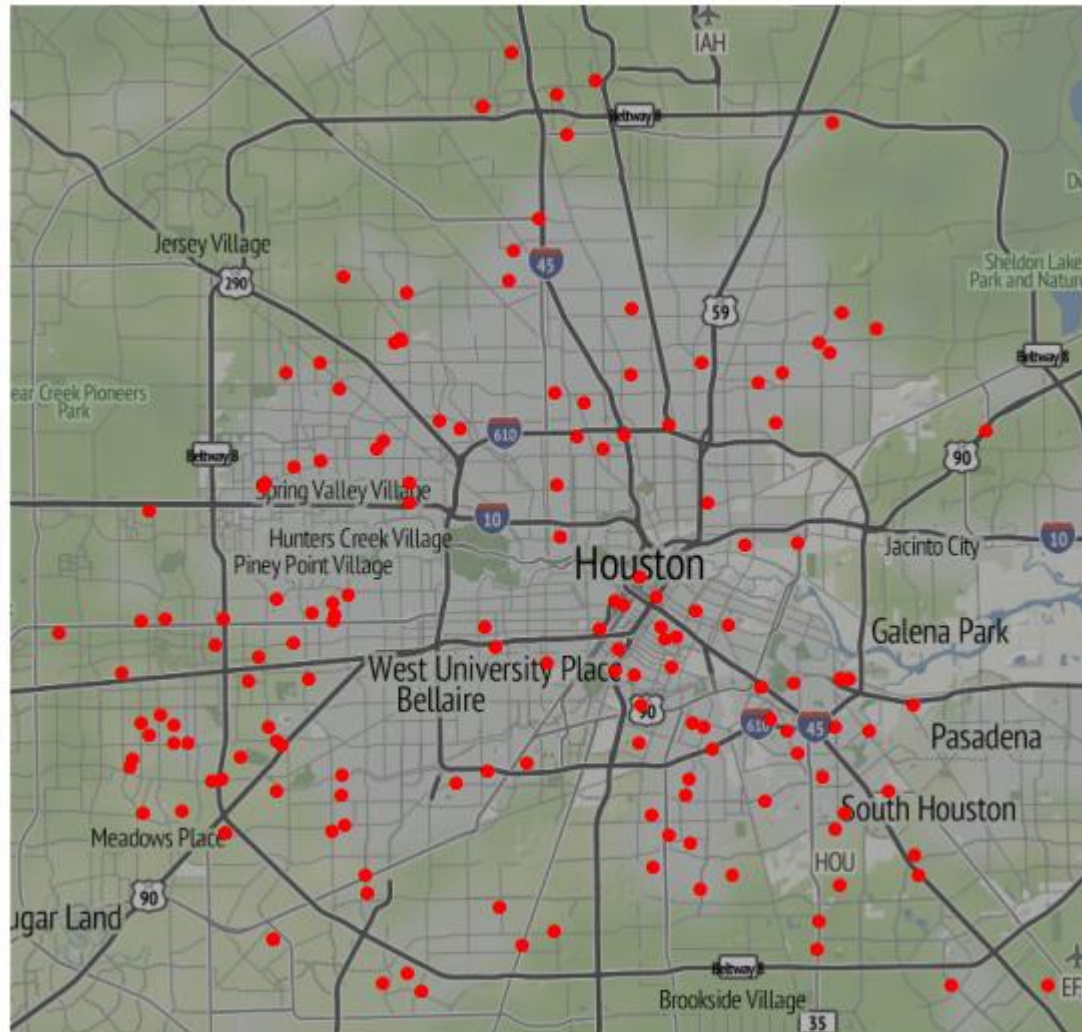 IAH
Beltway 8
Jersey Village
45
290
Sheldon Lake
Park and Natur
59
Beltway 8
ear Creek Pioneers
Park
610
Beltway 8
90
Spring Valley Village
10
Hunters Creek Village
Piney Point Village
Houston
Jacinto City
10
Galena Park
West University Place
Bellaire
90
610
45
Pasadena
South Houston
Meadows Place
HOU
90
ugar Land
Beltway 8
EF
Brookside Village
35